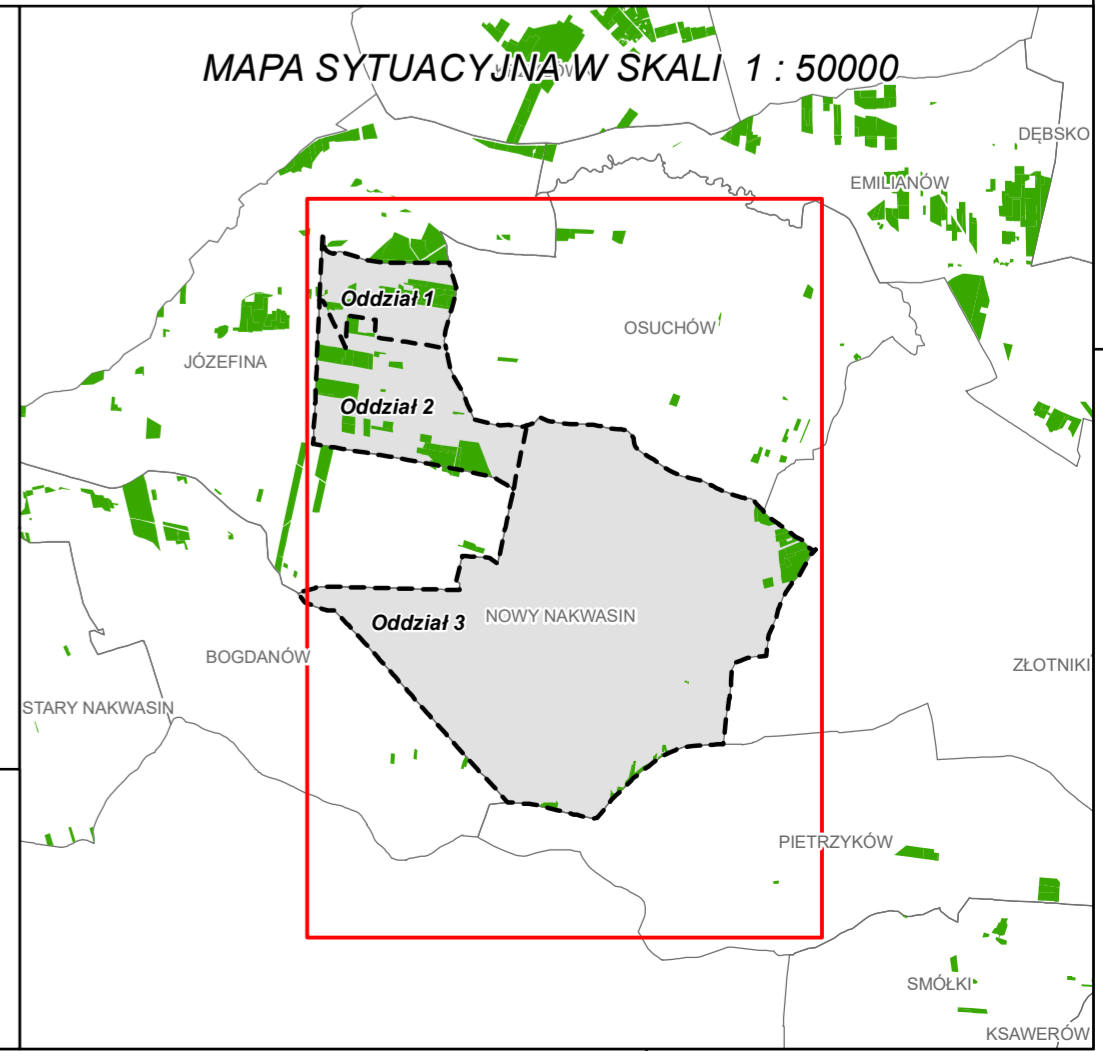 MAPA SYTUACYJNA W SKALI 1 : 50000
DĘBSKO
EMILIANÓW
Oddział 1
OSUCHÓW
JÓZEFINA
Oddział 2
Oddział 3
NOWY NAKWASIN
BOGDANÓW
ZŁOTNIKI
STARY NAKWASIN
PIETRZYKÓW
SMÓŁKI
KSAWERÓW